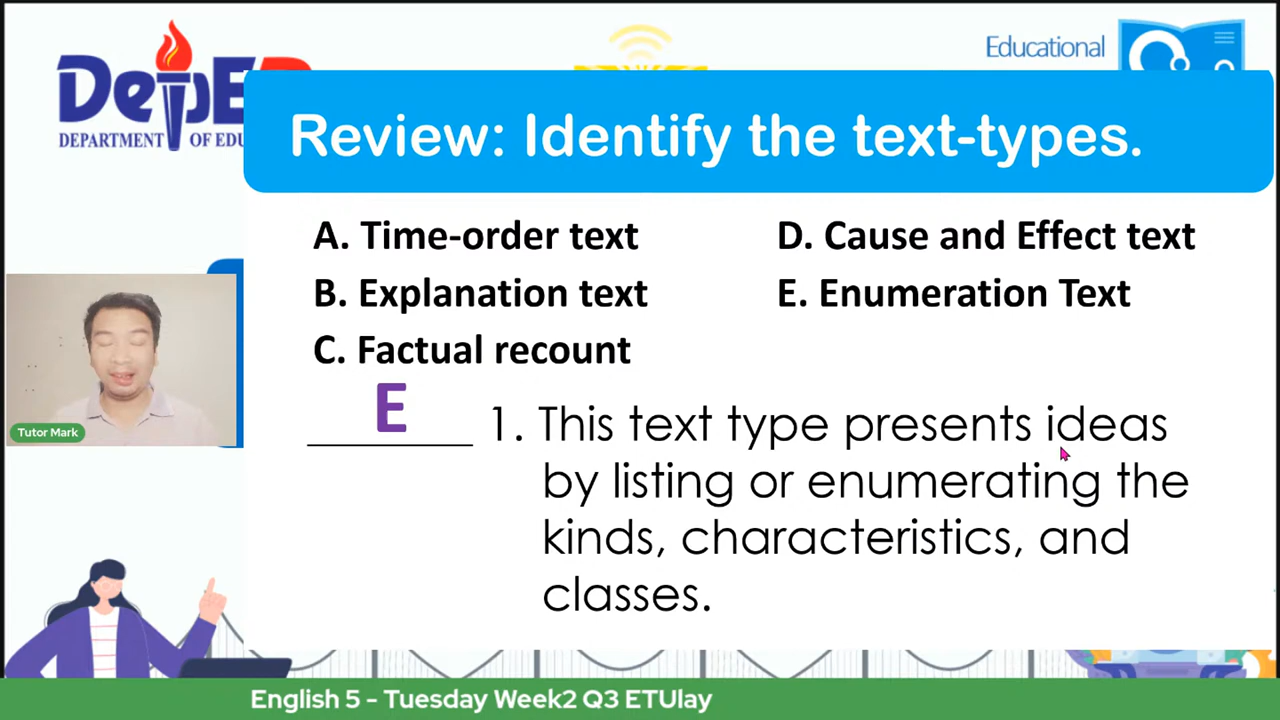 DepED
DEPARTMENT OF EDU
Educational
Review: Identify the text-types.
A. Time-order text
B. Explanation text
C. Factual recount
D. Cause and Effect text
E. Enumeration Text
E 1. This text type presents ideas
by listing or enumerating the
kinds, characteristics, and
classes.
Tutor Mark
English 5 - Tuesday Week2 Q3 ETUlay